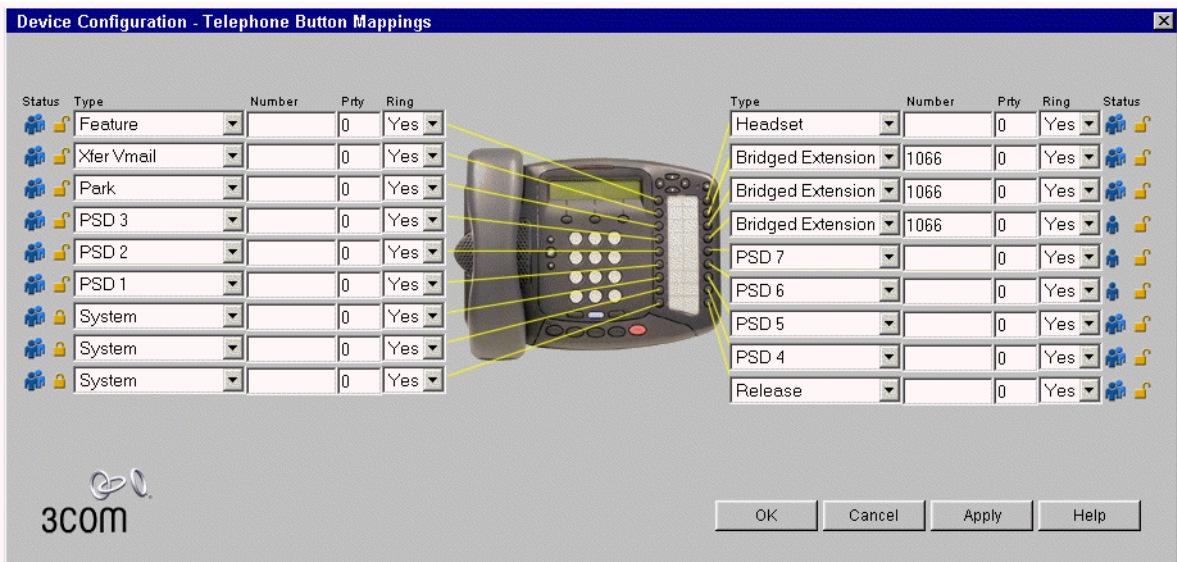 Device Configuration - Telephone Button Mappings
Status Type Number Prty Ring
Feature 0 Yes
Xfer Vmail 0 Yes
Park 0 Yes
PSD 3 0 Yes
PSD 2 0 Yes
PSD 1 0 Yes
System 0 Yes
System 0 Yes
System 0 Yes
Type Number Prty Ring Status
Headset 0 Yes
Bridged Extension 1066 0 Yes
Bridged Extension 1066 0 Yes
Bridged Extension 1066 0 Yes
PSD 7 0 Yes
PSD 6 0 Yes
PSD 5 0 Yes
PSD 4 0 Yes
Release 0 Yes
3COM
OK Cancel Apply Help